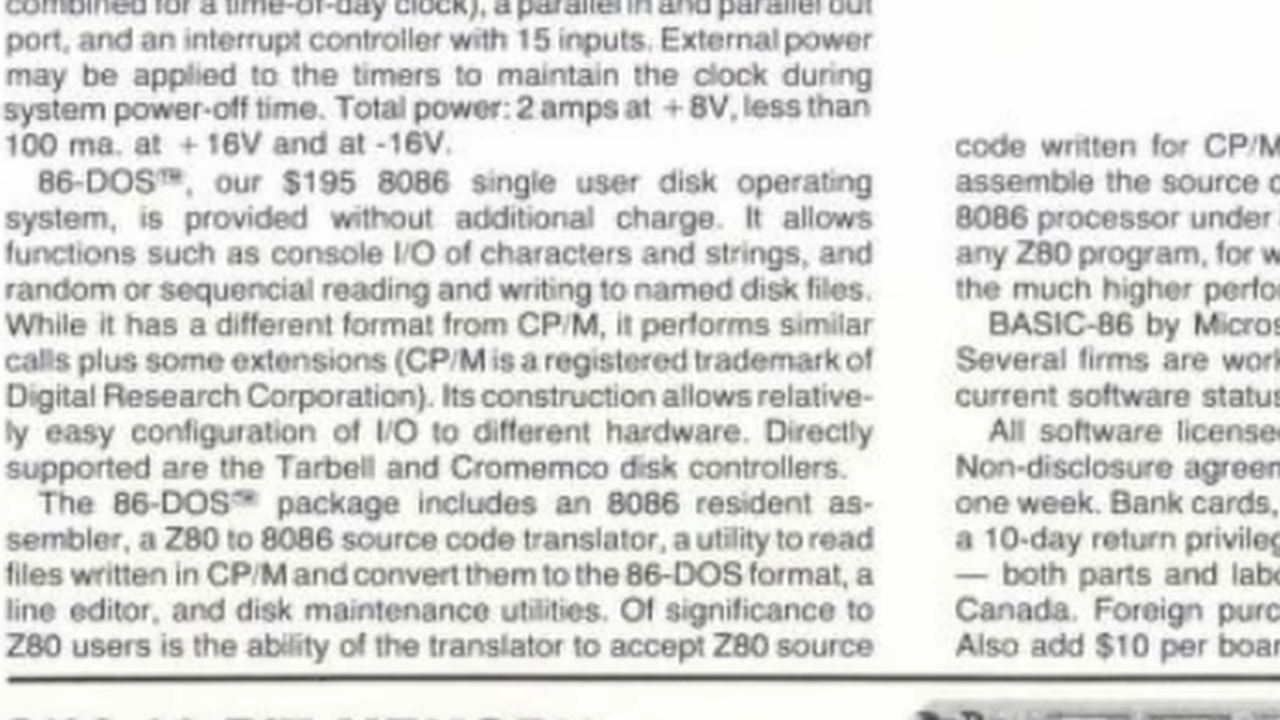 combined for a time-of-day clock), a parallel in and parallel out
port, and an interrupt controller with 15 inputs. External power
may be applied to the timers to maintain the clock during
system power-off time. Total power: 2 amps at +8V, less than
100 ma. at +16V and at -16V.
86-DOS™, our $195 8086 single user disk operating
system, is provided without additional charge. It allows
functions such as console I/O of characters and strings, and
random or sequencial reading and writing to named disk files.
While it has a different format from CP/M, it performs similar
calls plus some extensions (CP/M is a registered trademark of
Digital Research Corporation). Its construction allows relative-
ly easy configuration of I/O to different hardware. Directly
supported are the Tarbell and Cromemco disk controllers.
The 86-DOS™ package includes an 8086 resident as-
sembler, a Z80 to 8086 source code translator, a utility to read
files written in CP/M and convert them to the 86-DOS format, a
line editor, and disk maintenance utilities. Of significance to
Z80 users is the ability of the translator to accept Z80 source
code written for CP/M
assemble the source
8086 processor under
any Z80 program, for
the much higher
BASIC-86 by
Several firms are
current software status
All software
Non-disclosure
one week. Bank cards,
a 10-day return
— both parts and
Canada. Foreign
Also add $10 per